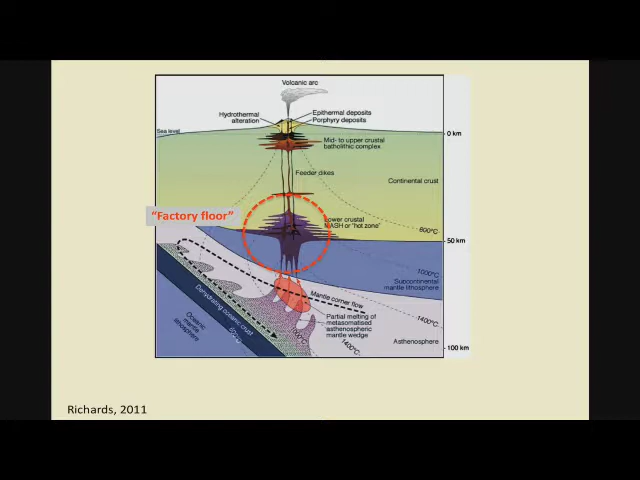 Volcanic arc
Hydrothermal
alteration
Epithermal deposits
Porphyry deposits
Sea level
0 km
Mid- to upper crustal
batholithic complex
Feeder dikes
Continental crust
"Factory floor"
Lower crustal
MASH or "hot zone"
600°C
50 km
1000°C
Subcontinental
mantle lithosphere
Mantle corner flow
Dehydrating oceanic crust
Oceanic
mantle
lithosphere
Partial melting of
metasomatised
asthenospheric
mantle wedge
1400°C
Asthenosphere
1400°C
100 km
Richards, 2011